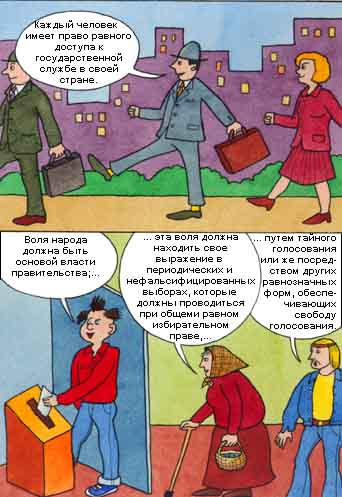 Каждый человек
имеет право равного
доступа к
государственной
службе в своей
стране.
Воля народа
должна быть
основой власти
правительства;...
... эта воля должна
находить свое
выражение в
периодических и
нефальсифицированных
выборах, которые
должны проводиться
при общеми равном
избирательном
праве,...
... путем тайного
голосования
или же посред-
ством других
равнозначных
форм, обеспе-
чивающих
свободу
голосования.